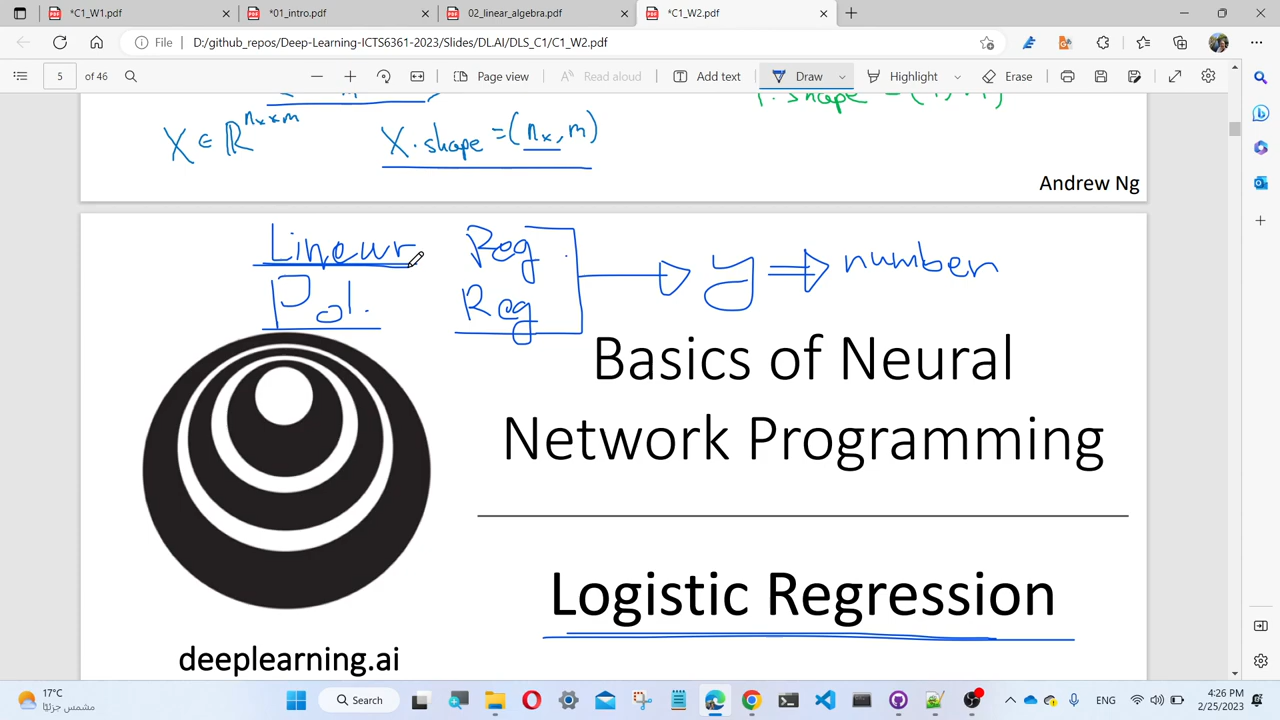 *C1_W1.pdf
*01_intro.pdf
02_linear_algebra.pdf
*C1_W2.pdf
File D:/github_repos/Deep-Learning-ICTS6361-2023/Slides/DL.AI/DLS_C1/C1_W2.pdf
5 of 46 Page view Read aloud Add text Draw Highlight Erase
X ∈ ℝ^{nx×m} X.shape = (nx, m)
Andrew Ng
Linear Reg y ⇒ number
Pol. Reg
Basics of Neural
Network Programming
Logistic Regression
deeplearning.ai
17°C
مشمس جزئيًا
Search
ENG
4:26 PM
2/25/2023